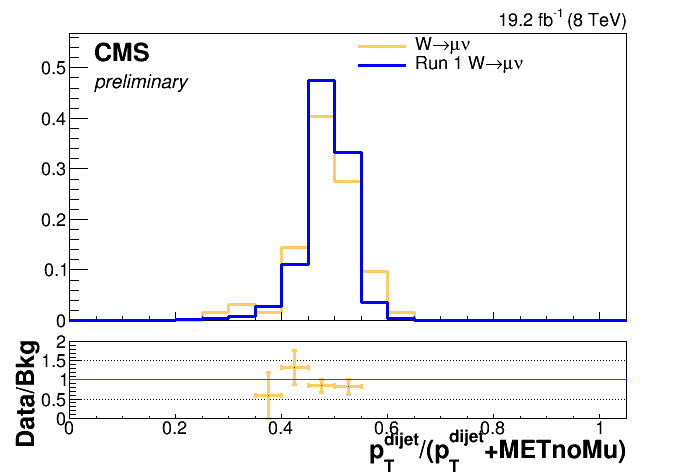 19.2 fb⁻¹ (8 TeV)
CMS
preliminary
W→μν
Run 1 W→μν
0.5
0.4
0.3
0.2
0.1
0
Data/Bkg
2
1.5
1
0.5
0
0 0.2 0.4 0.6 0.8 1
p_T^dijet/(p_T^dijet+METnoMu)